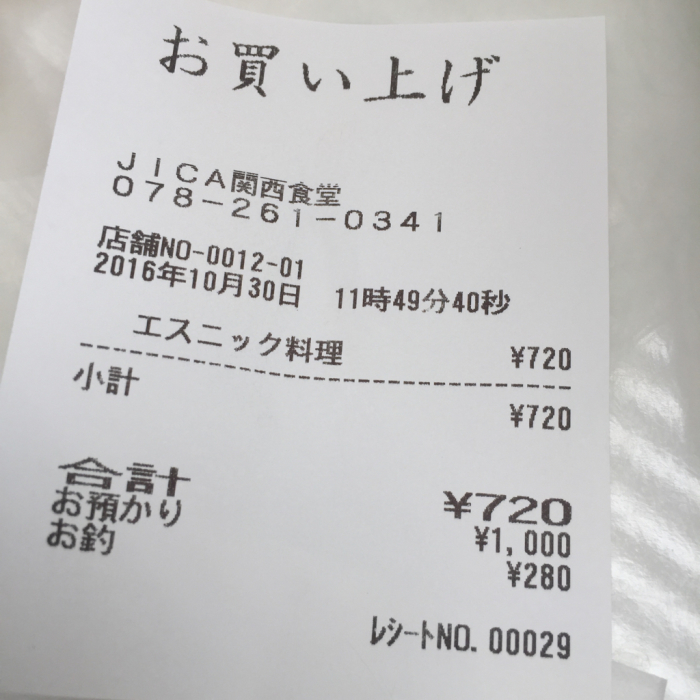 お買い上げ
JICA関西食堂
078-261-0341
店舗NO-0012-01
2016年10月30日 11時49分40秒
エスニック料理 ¥720
小計 ¥720
合計 ¥720
お預かり ¥1,000
お釣 ¥280
ﾚｼｰﾄNO.00029